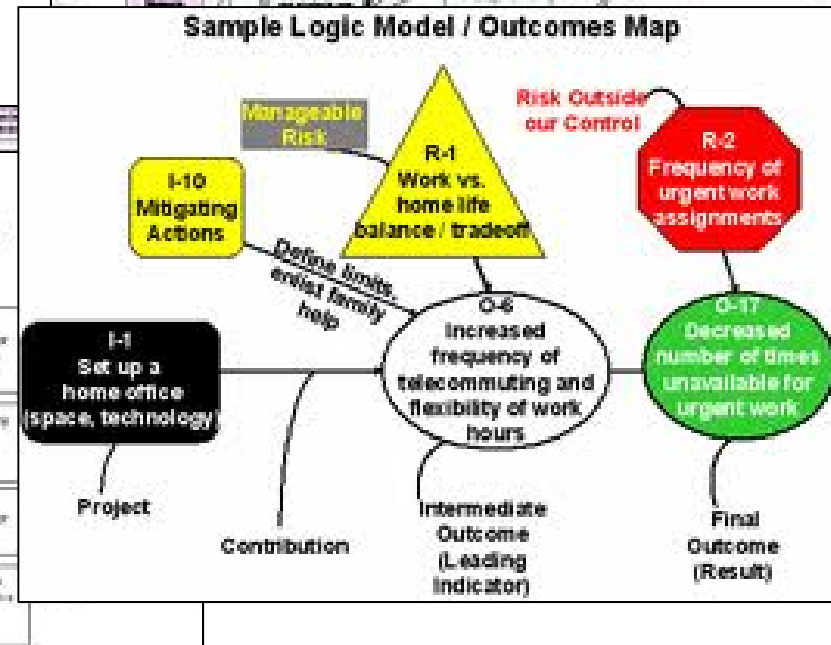 Sample Logic Model / Outcomes Map
Manageable
Risk
Risk Outside
our Control
R-1
Work vs.
home life
balance / tradeoff
R-2
Frequency of
urgent work
assignments
I-10
Mitigating
Actions
Define limits,
enlist family
help
O-6
Increased
frequency of
telecommuting and
flexibility of work
hours
O-17
Decreased
number of times
unavailable for
urgent work
I-1
Set up a
home office
(space, technology)
Project
Contribution
Intermediate
Outcome
(Leading
Indicator)
Final
Outcome
(Result)